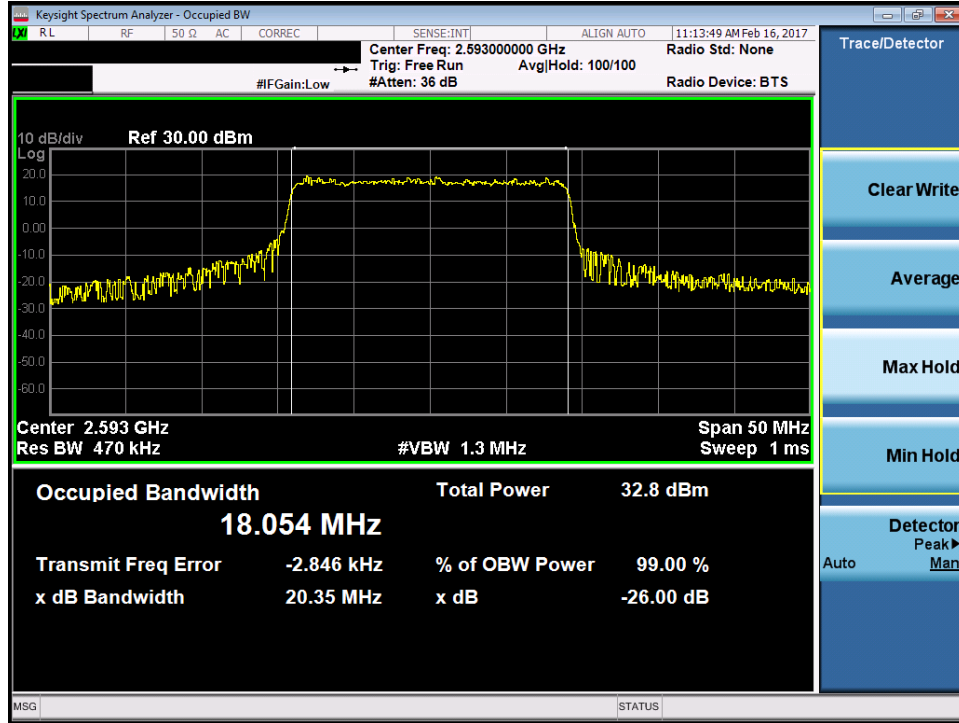 Keysight Spectrum Analyzer - Occupied BW
LXI RL RF 50 Ω AC CORREC SENSE:INT ALIGN AUTO 11:13:49 AM Feb 16, 2017
Center Freq: 2.593000000 GHz Radio Std: None
Trig: Free Run Avg|Hold: 100/100
#IFGain:Low #Atten: 36 dB Radio Device: BTS
10 dB/div Ref 30.00 dBm
Log
20.0
10.0
0.00
-10.0
-20.0
-30.0
-40.0
-50.0
-60.0
Center 2.593 GHz Span 50 MHz
Res BW 470 kHz #VBW 1.3 MHz Sweep 1 ms
Occupied Bandwidth Total Power 32.8 dBm
18.054 MHz
Transmit Freq Error -2.846 kHz % of OBW Power 99.00 %
x dB Bandwidth 20.35 MHz x dB -26.00 dB
MSG STATUS
Trace/Detector
Clear Write
Average
Max Hold
Min Hold
Detector
Peak▶
Auto Man